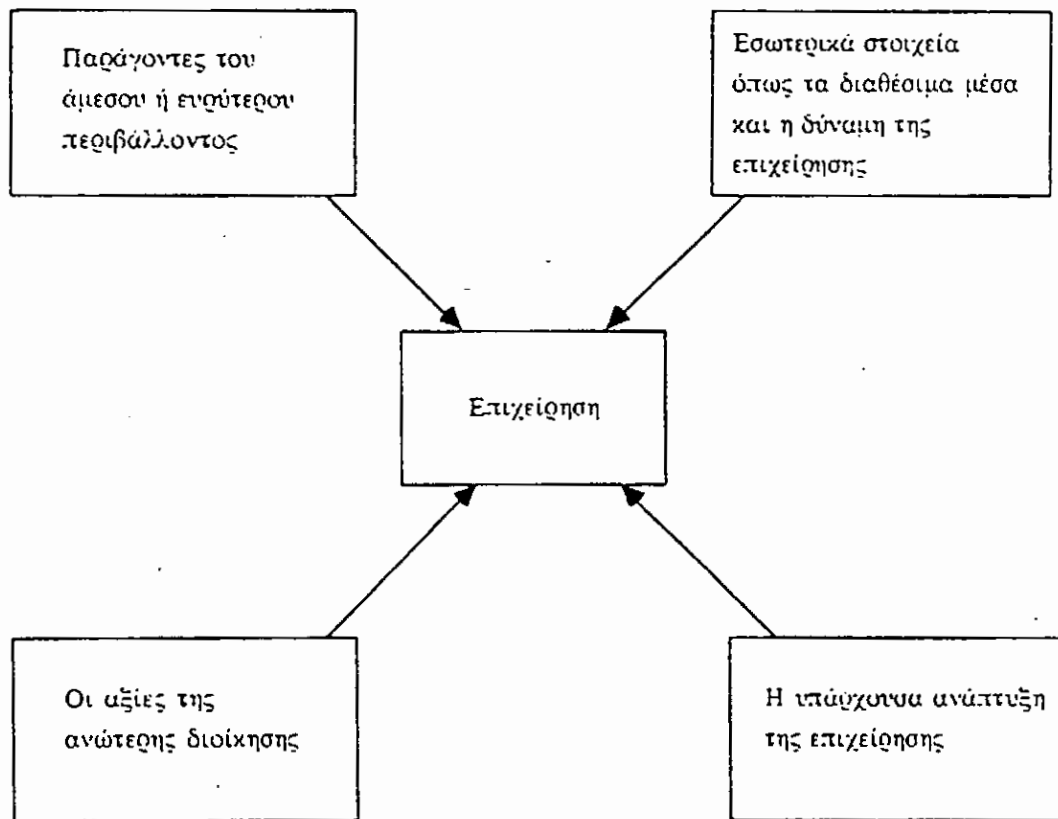 Παράγοντες του
άμεσου ή ευρύτερου
περιβάλλοντος
Εσωτερικά στοιχεία
όπως τα διαθέσιμα μέσα
και η δύναμη της
επιχείρησης
Επιχείρηση
Οι αξίες της
ανώτερης διοίκησης
Η υπάρχουσα ανάπτυξη
της επιχείρησης